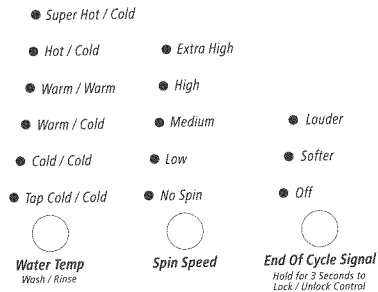 Super Hot / Cold
Hot / Cold
Warm / Warm
Warm / Cold
Cold / Cold
Tap Cold / Cold
Water Temp
Wash / Rinse
Extra High
High
Medium
Low
No Spin
Spin Speed
Louder
Softer
Off
End Of Cycle Signal
Hold for 3 Seconds to
Lock / Unlock Control